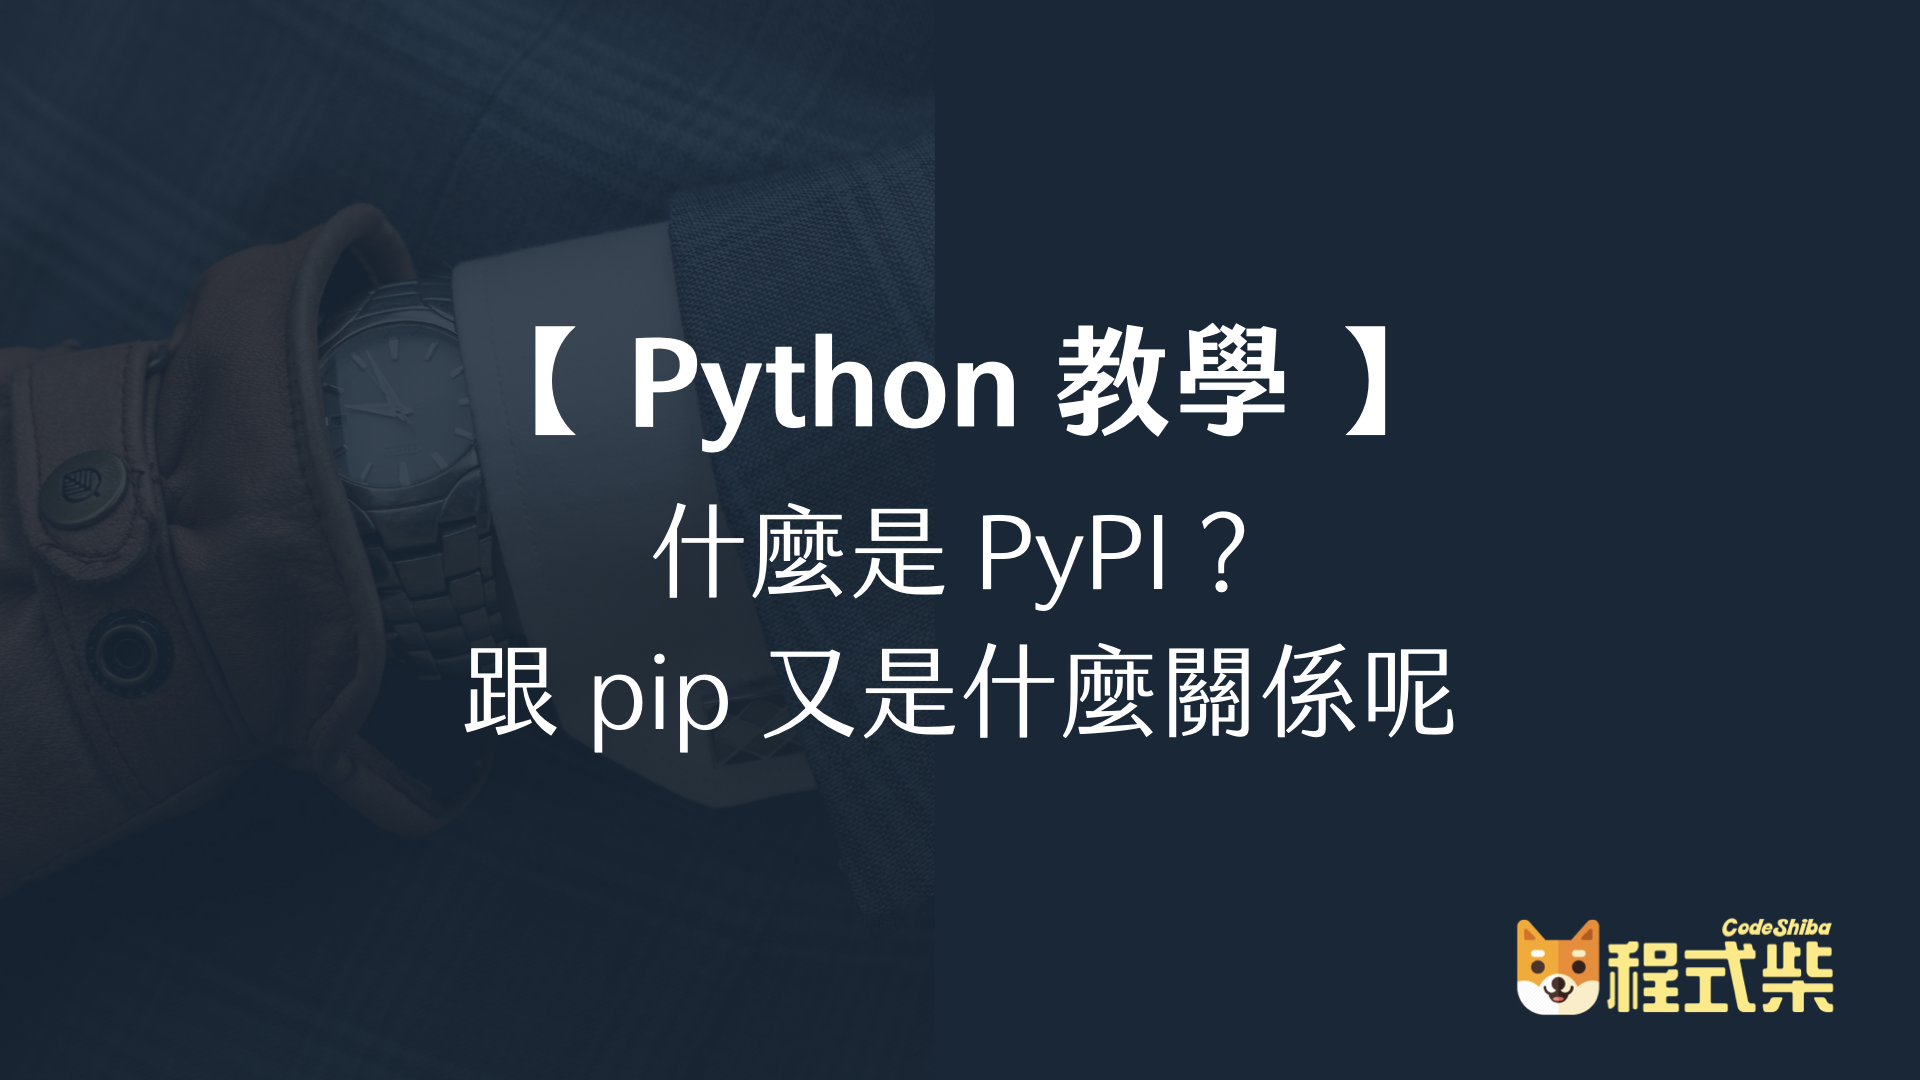 【 Python 教學 】
什麼是 PyPI？
跟 pip 又是什麼關係呢
CodeShiba
程式柴